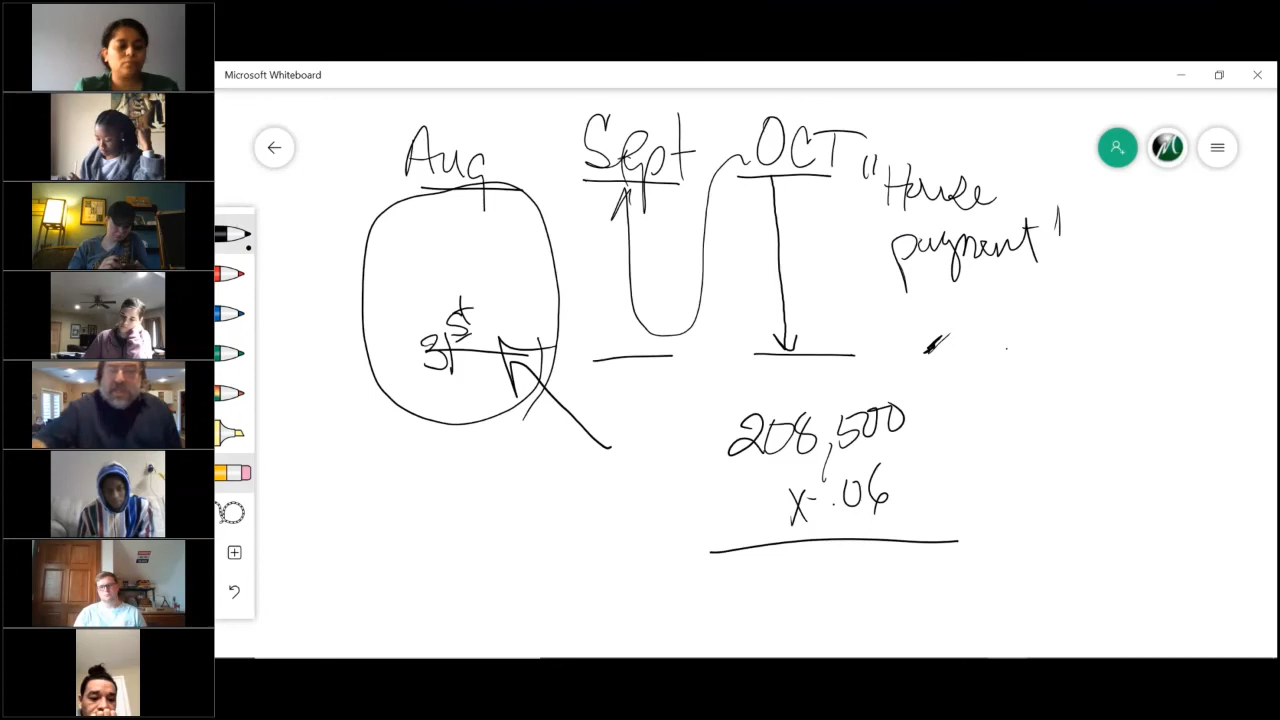 Microsoft Whiteboard
Aug Sept OCT
"House
payment"
31st
208,500
x .06